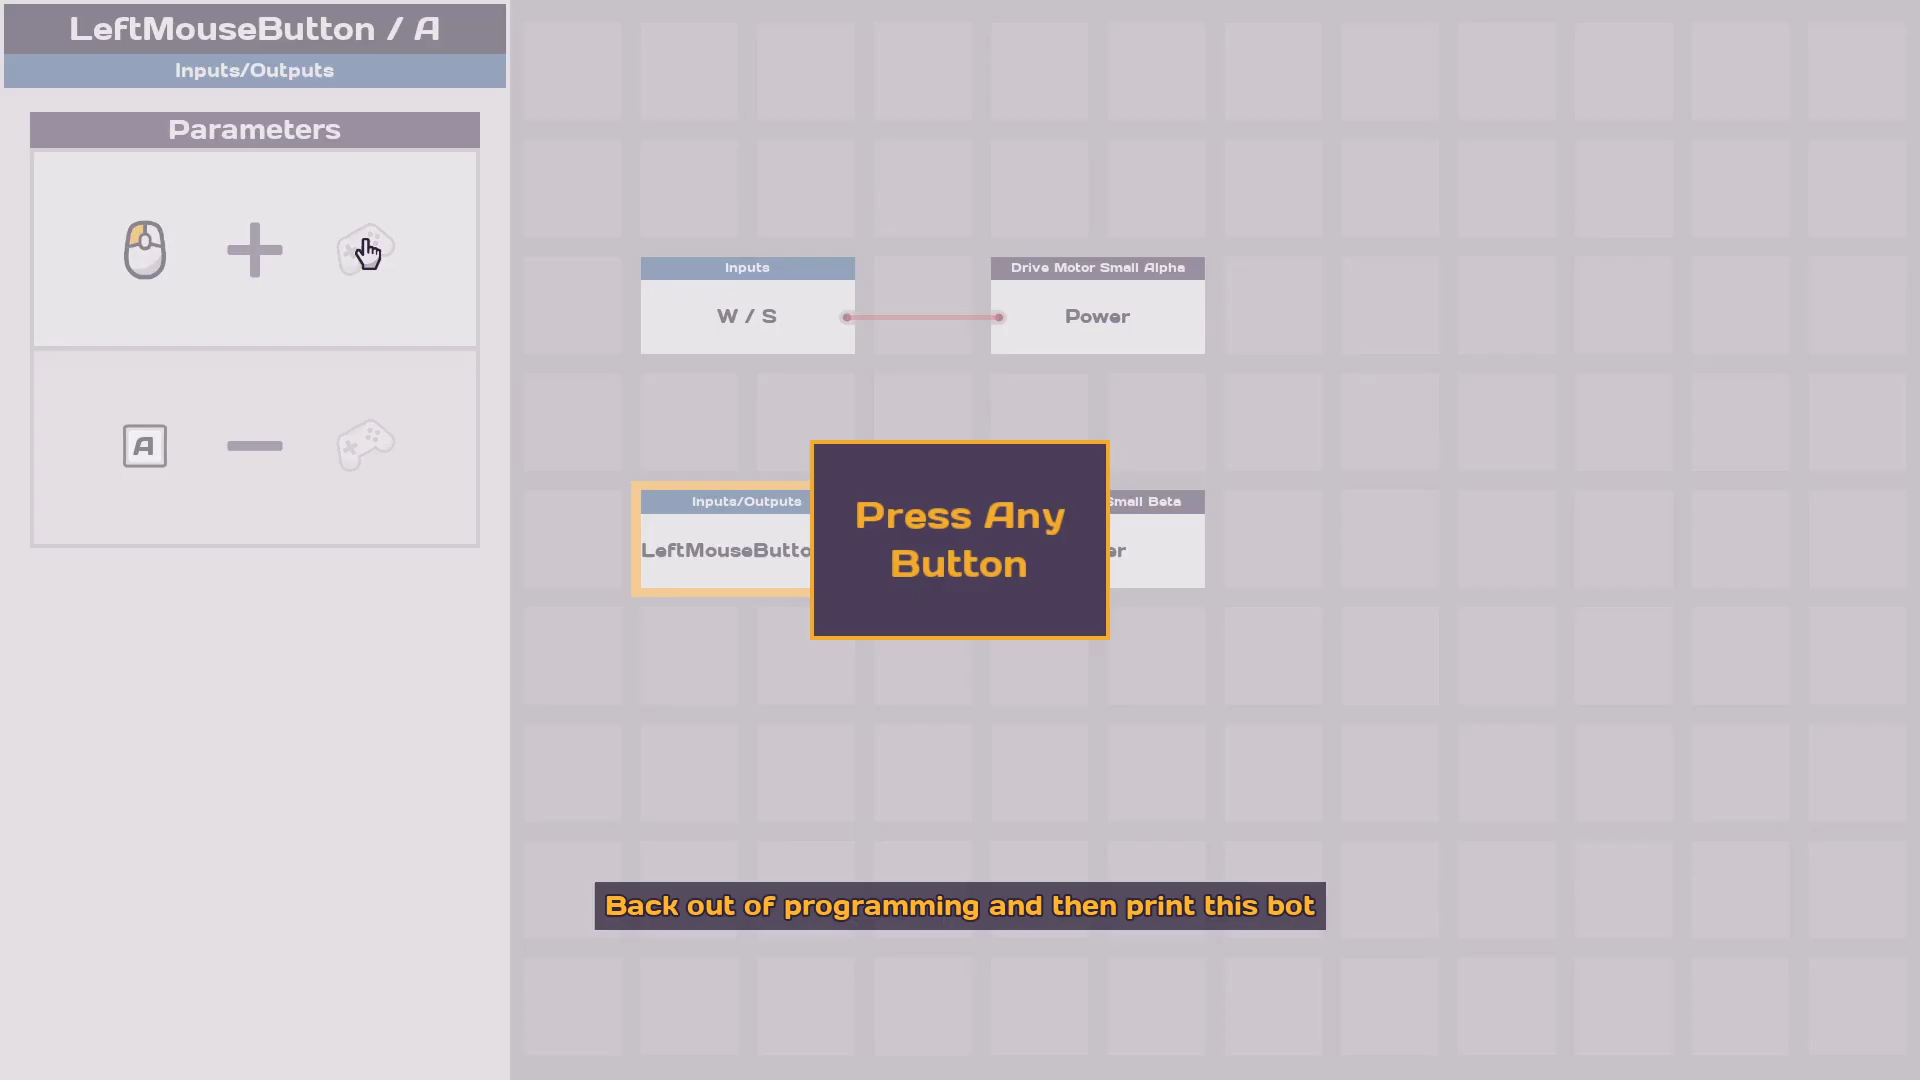 LeftMouseButton / A
Inputs/Outputs
Parameters
A
Inputs
W / S
Drive Motor Small Alpha
Power
Inputs/Outputs
LeftMouseButto
Small Beta
er
Press Any
Button
Back out of programming and then print this bot